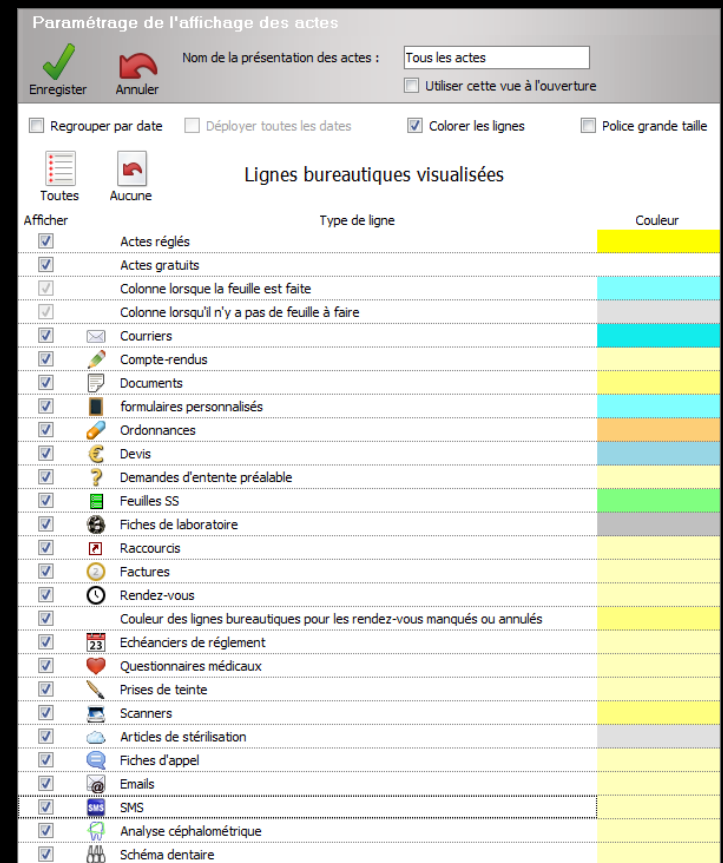 Paramétrage de l'affichage des actes
Nom de la présentation des actes : Tous les actes
Enregister Annuler Utiliser cette vue à l'ouverture
Regrouper par date Déployer toutes les dates Colorer les lignes Police grande taille
Lignes bureautiques visualisées
Toutes Aucune
Afficher Type de ligne Couleur
Actes réglés
Actes gratuits
Colonne lorsque la feuille est faite
Colonne lorsqu'il n'y a pas de feuille à faire
Courriers
Compte-rendus
Documents
formulaires personnalisés
Ordonnances
Devis
Demandes d'entente préalable
Feuilles SS
Fiches de laboratoire
Raccourcis
Factures
Rendez-vous
Couleur des lignes bureautiques pour les rendez-vous manqués ou annulés
23 Echéanciers de réglement
Questionnaires médicaux
Prises de teinte
Scanners
Articles de stérilisation
Fiches d'appel
Emails
SMS SMS
Analyse céphalométrique
Schéma dentaire